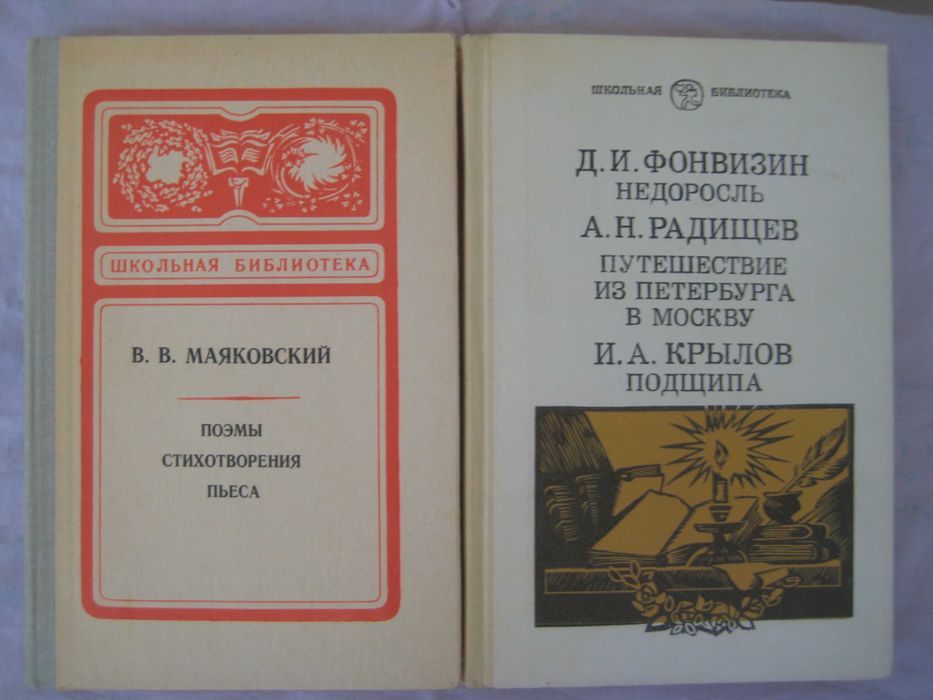 ШКОЛЬНАЯ БИБЛИОТЕКА
В. В. МАЯКОВСКИЙ
ПОЭМЫ
СТИХОТВОРЕНИЯ
ПЬЕСА
ШКОЛЬНАЯ БИБЛИОТЕКА
Д. И. ФОНВИЗИН
НЕДОРОСЛЬ
А. Н. РАДИЩЕВ
ПУТЕШЕСТВИЕ
ИЗ ПЕТЕРБУРГА
В МОСКВУ
И. А. КРЫЛОВ
ПОДЩИПА